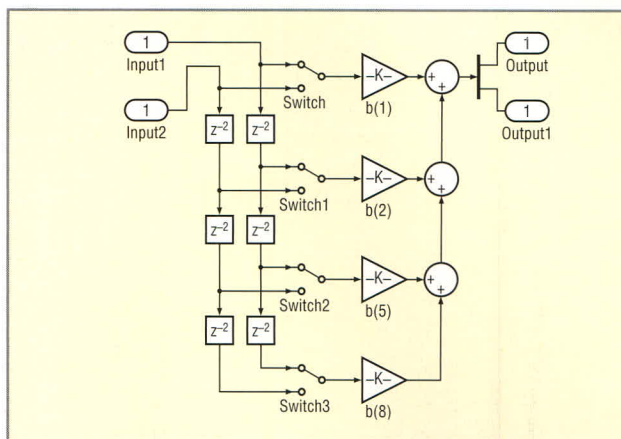 1
Input1
1
Input2
Switch
-K-
b(1)
+
+
1
Output
1
Output1
z-2
z-2
Switch1
-K-
b(2)
+
+
z-2
z-2
Switch2
-K-
b(5)
+
+
z-2
z-2
Switch3
-K-
b(8)